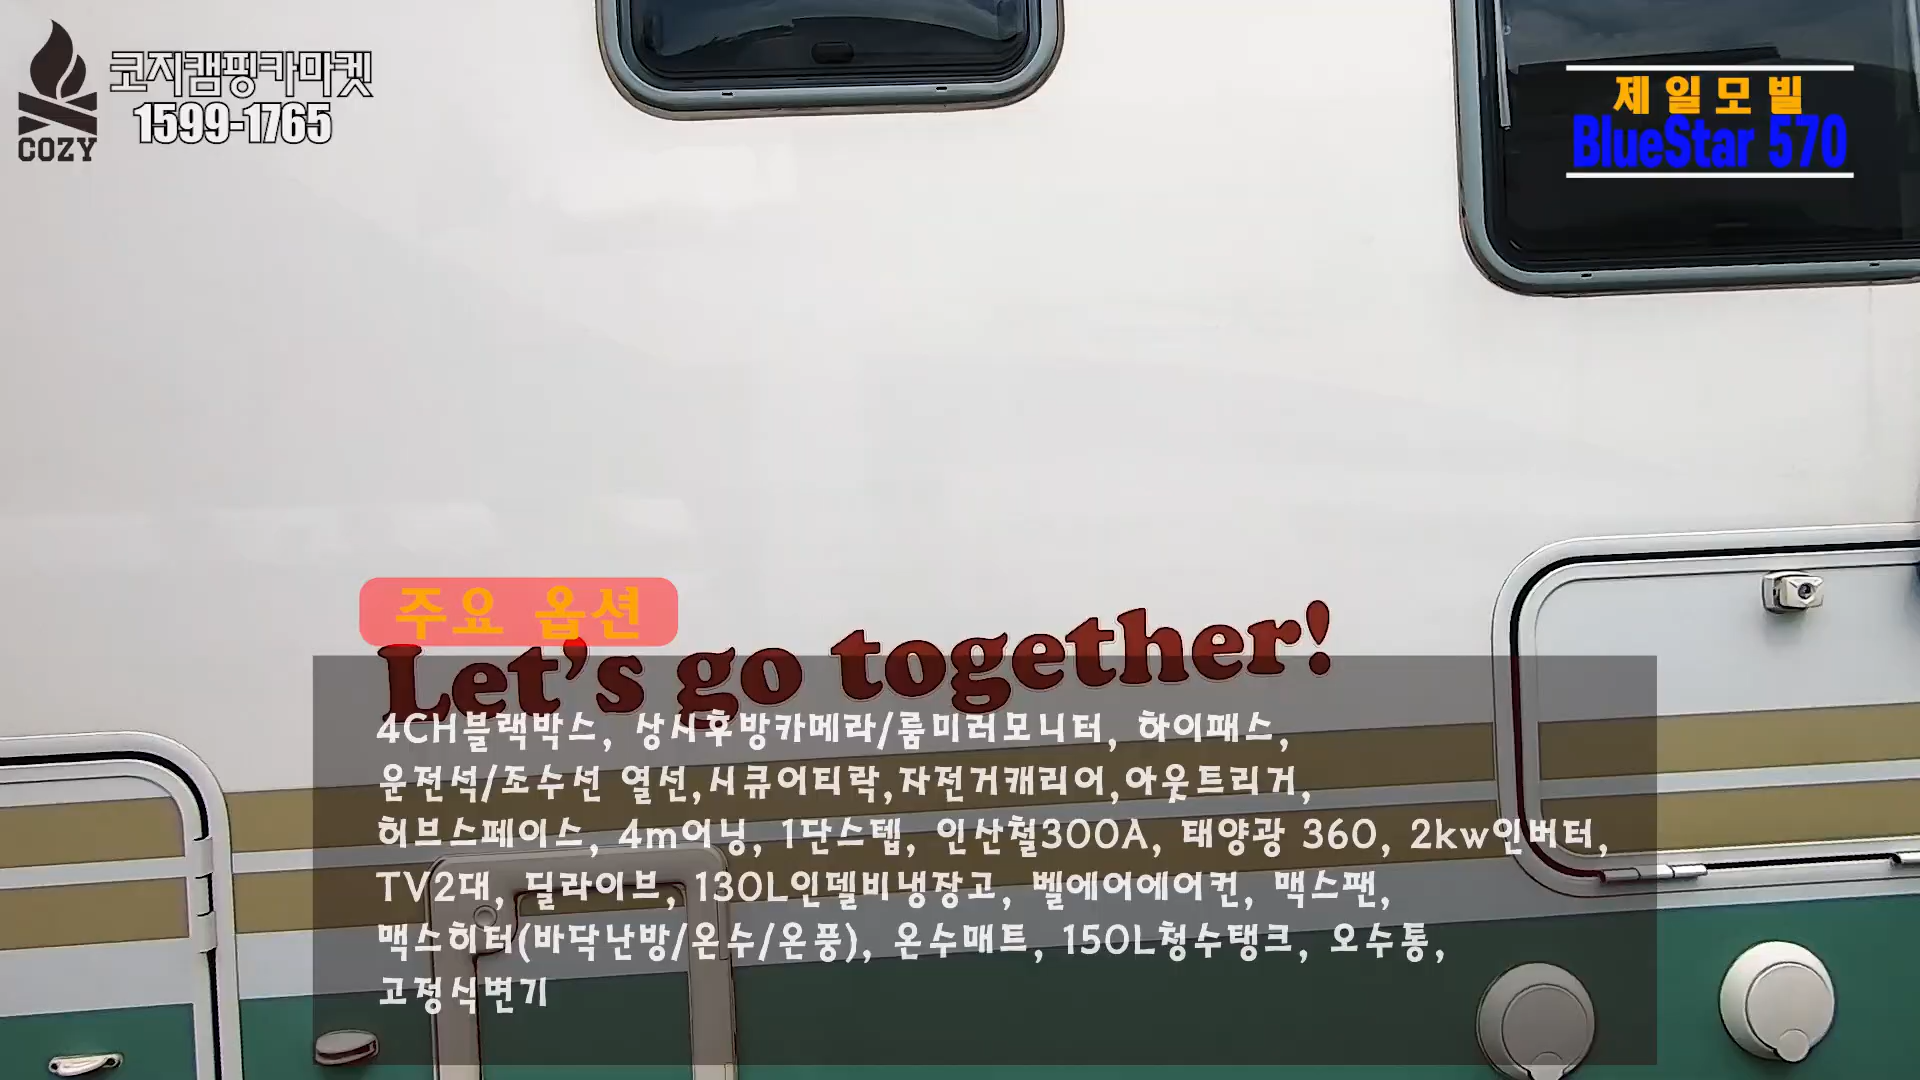 코지캠핑카마켓
1599-1765
COZY
제일모빌
BlueStar 570
주요 옵션
Let's go together!
4CH블랙박스, 상시후방카메라/룸미러모니터, 하이패스,
운전석/조수선 열선,시큐어티락,자전거캐리어,아웃트리거,
허브스페이스, 4m어닝, 1단스텝, 인산철300A, 태양광 360, 2kw인버터,
TV2대, 딜라이브, 130L인델비냉장고, 벨에어에어컨, 맥스팬,
맥스히터(바닥난방/온수/온풍), 온수매트, 150L청수탱크, 오수통,
고정식변기